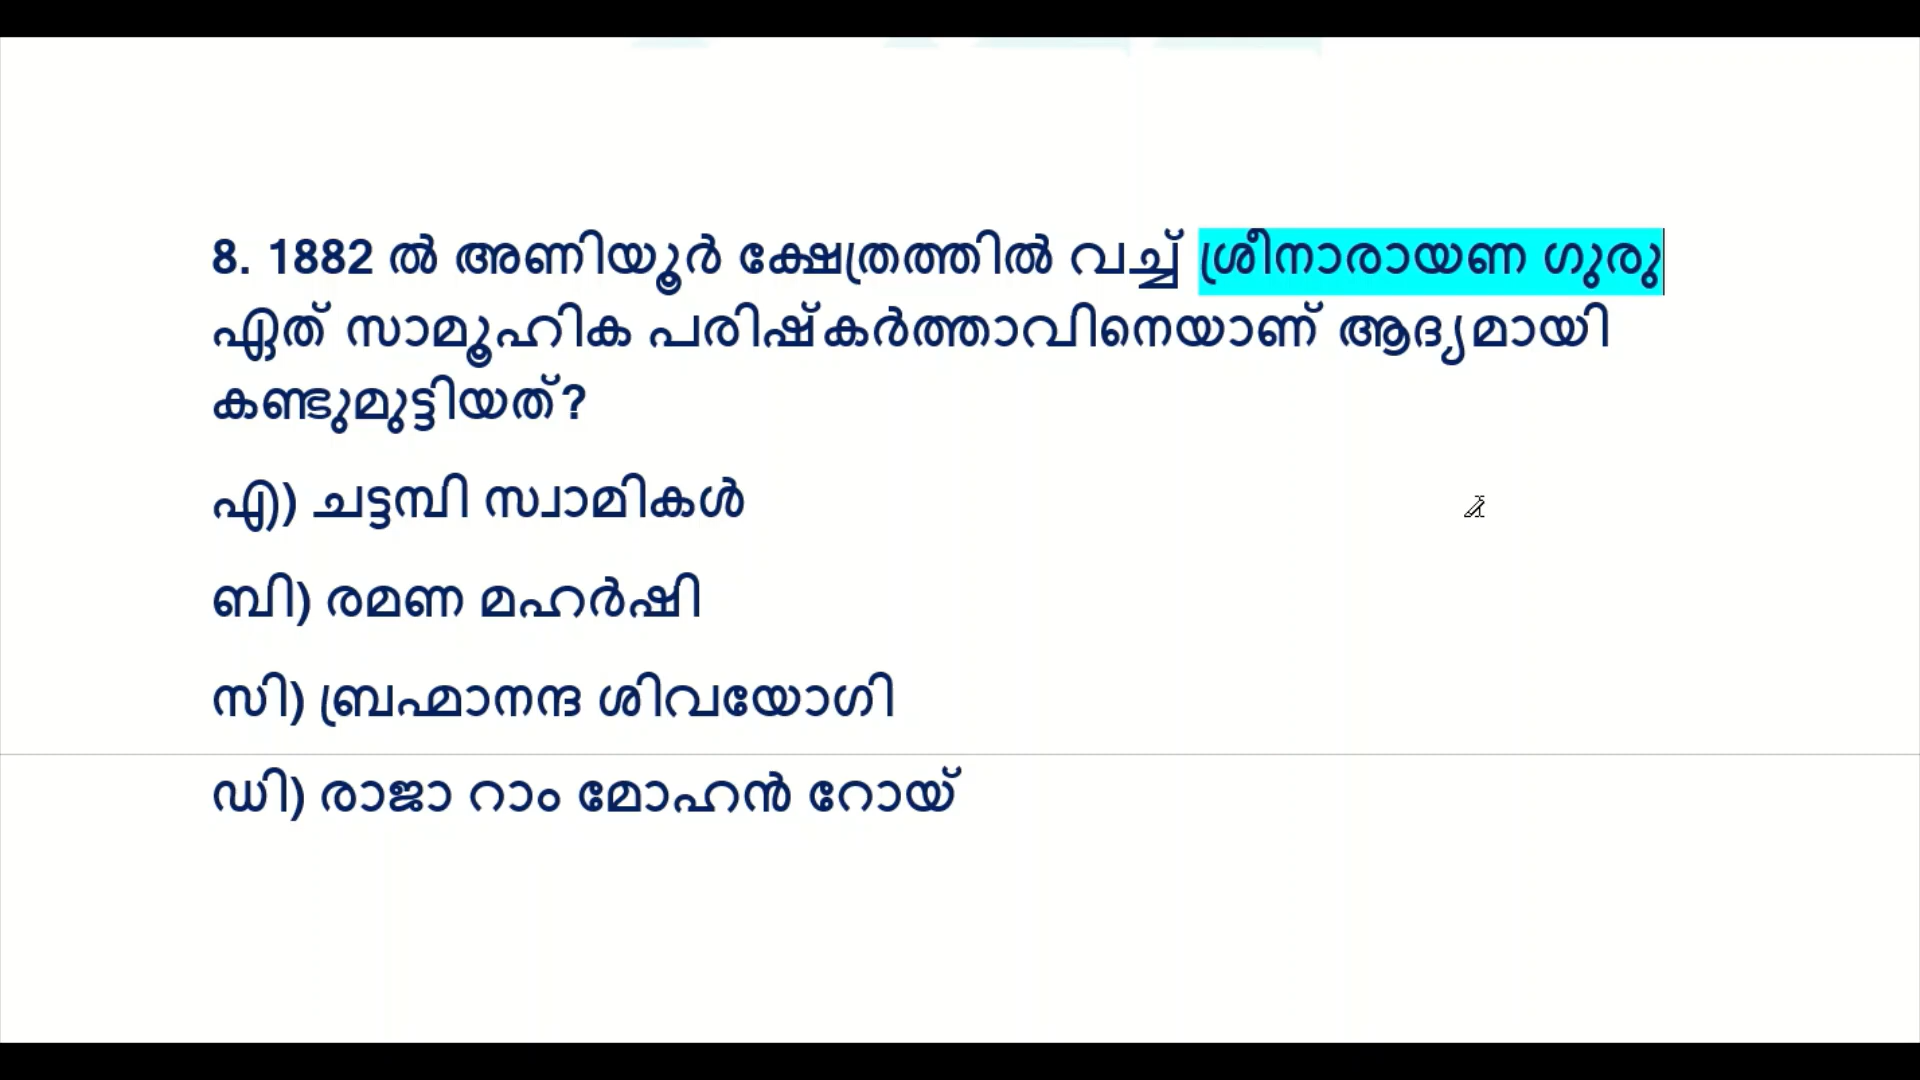 8. 1882 ൽ അണിയൂർ ക്ഷേത്രത്തിൽ വച്ച് ശ്രീനാരായണ ഗുരു
ഏത് സാമൂഹിക പരിഷ്കർത്താവിനെയാണ് ആദ്യമായി
കണ്ടുമുട്ടിയത്?
എ) ചട്ടമ്പി സ്വാമികൾ
ബി) രമണ മഹർഷി
സി) ബ്രഹ്മാനന്ദ ശിവയോഗി
ഡി) രാജാ റാം മോഹൻ റോയ്